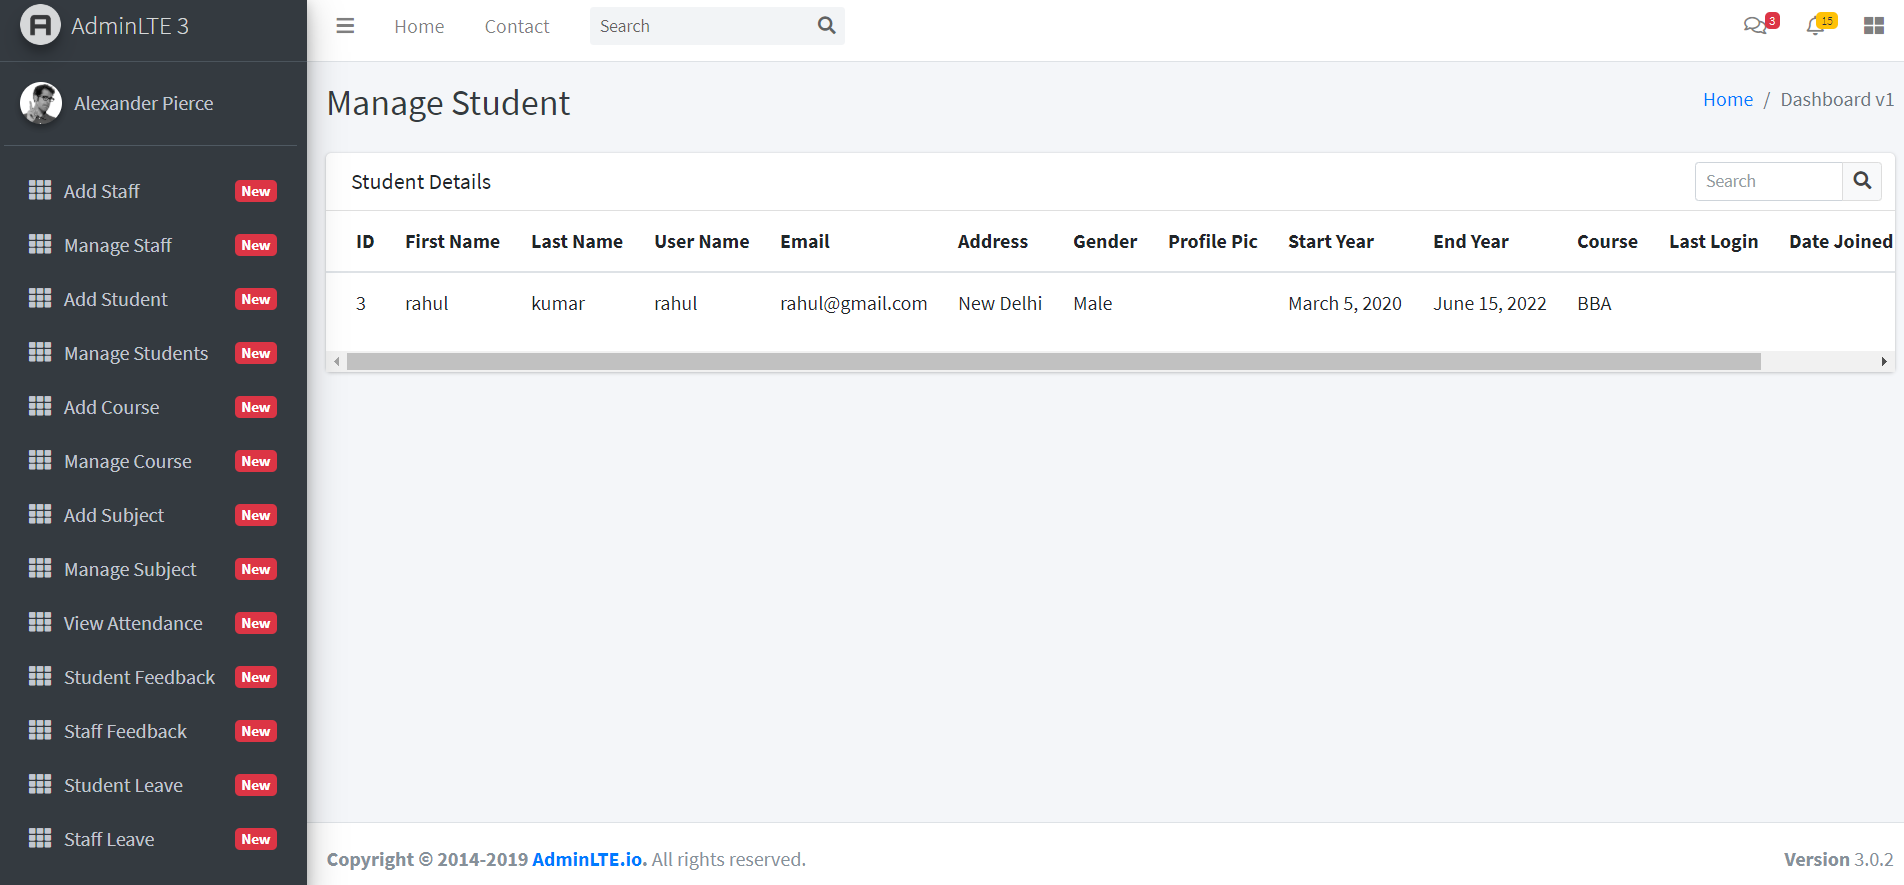 AdminLTE 3
Alexander Pierce
Add Staff New
Manage Staff New
Add Student New
Manage Students New
Add Course New
Manage Course New
Add Subject New
Manage Subject New
View Attendance New
Student Feedback New
Staff Feedback New
Student Leave New
Staff Leave New
Home Contact Search 3 15
Manage Student
Home / Dashboard v1
Student Details Search
ID First Name Last Name User Name Email Address Gender Profile Pic Start Year End Year Course Last Login Date Joined
3 rahul kumar rahul rahul@gmail.com New Delhi Male March 5, 2020 June 15, 2022 BBA
Copyright © 2014-2019 AdminLTE.io. All rights reserved. Version 3.0.2